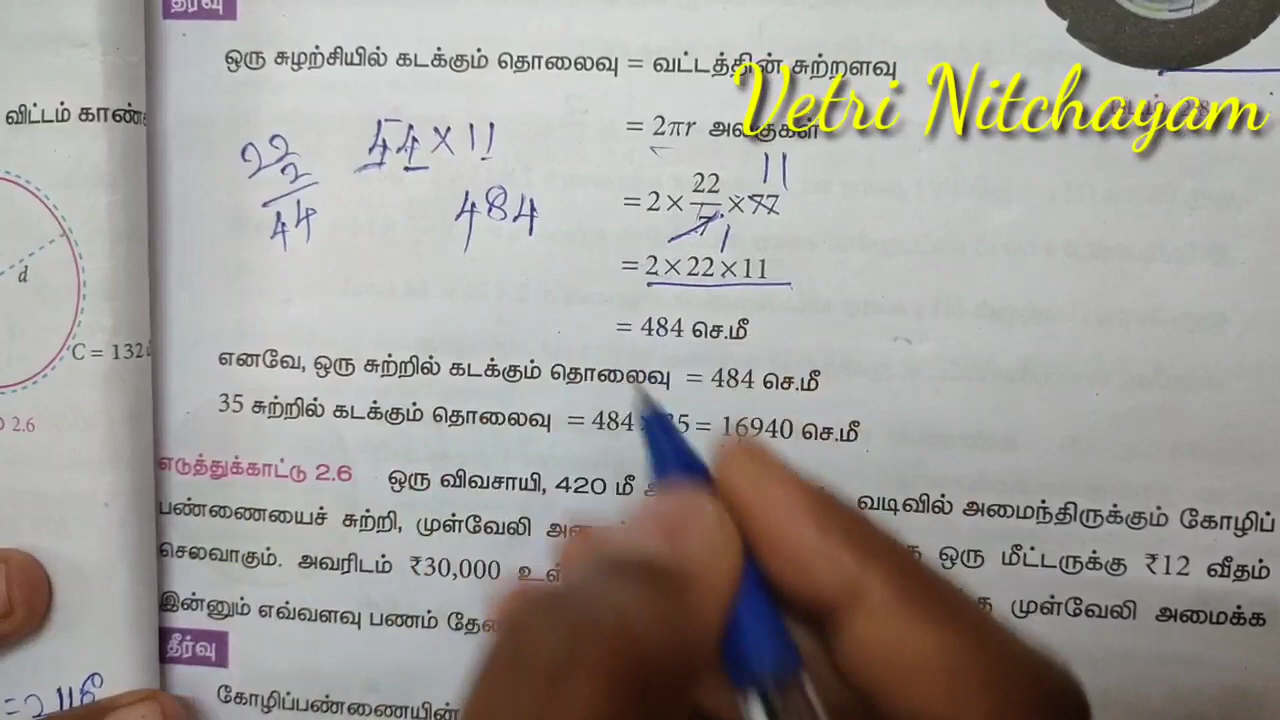 தீர்வு
ஒரு சுழற்சியில் கடக்கும் தொலைவு = வட்டத்தின் சுற்றளவு
Vetri Nitchayam
விட்டம் காண்
= 2πr அலகுகள்
22
2
44
44 × 11
484
11
= 2 × 22/7 × 77
1
= 2 × 22 × 11
= 484 செ.மீ
d
C = 132
எனவே, ஒரு சுற்றில் கடக்கும் தொலைவு = 484 செ.மீ
35 சுற்றில் கடக்கும் தொலைவு = 484 × 35 = 16940 செ.மீ
2.6
எடுத்துக்காட்டு 2.6 ஒரு விவசாயி, 420 மீ வடிவில் அமைந்திருக்கும் கோழிப்
பண்ணையைச் சுற்றி, முள்வேலி ஒரு மீட்டருக்கு ₹12 வீதம்
செலவாகும். அவரிடம் ₹30,000 முள்வேலி அமைக்க
இன்னும் எவ்வளவு பணம்
தீர்வு
கோழிப்பண்ணையின்